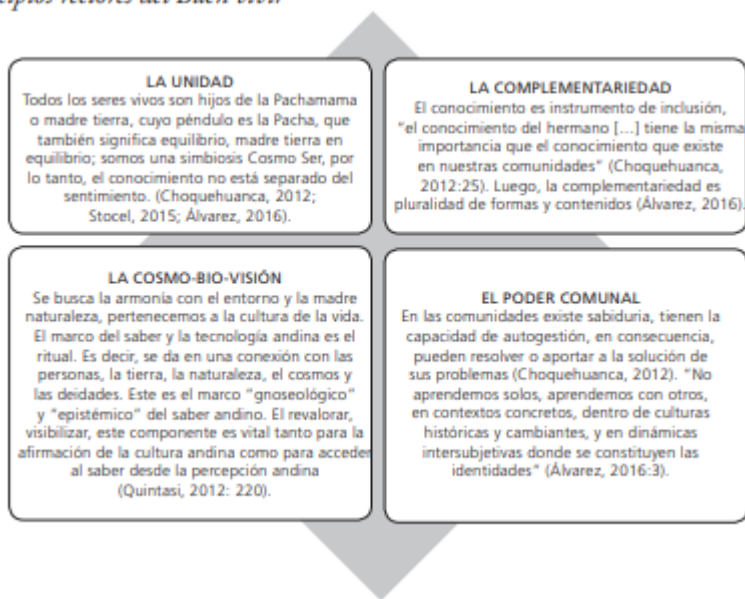 rectores del Buen Vivir
LA UNIDAD
Todos los seres vivos son hijos de la Pachamama
o madre tierra, cuyo péndulo es la Pacha, que
también significa equilibrio, madre tierra en
equilibrio; somos una simbiosis Cosmo Ser, por
lo tanto, el conocimiento no está separado del
sentimiento. (Choquehuanca, 2012;
Stocel, 2015; Álvarez, 2016).
LA COMPLEMENTARIEDAD
El conocimiento es instrumento de inclusión,
“el conocimiento del hermano [...] tiene la misma
importancia que el conocimiento que existe
en nuestras comunidades” (Choquehuanca,
2012:25). Luego, la complementariedad es
pluralidad de formas y contenidos (Álvarez, 2016).
LA COSMO-BIO-VISIÓN
Se busca la armonía con el entorno y la madre
naturaleza, pertenecemos a la cultura de la vida.
El marco del saber y la tecnología andina es el
ritual. Es decir, se da en una conexión con las
personas, la tierra, la naturaleza, el cosmos y
las deidades. Este es el marco “gnoseológico”
y “epistémico” del saber andino. El revalorar,
visibilizar, este componente es vital tanto para la
afirmación de la cultura andina como para acceder
al saber desde la percepción andina
(Quintasi, 2012: 220).
EL PODER COMUNAL
En las comunidades existe sabiduria, tienen la
capacidad de autogestión, en consecuencia,
pueden resolver o aportar a la solución de
sus problemas (Choquehuanca, 2012). “No
aprendemos solos, aprendemos con otros,
en contextos concretos, dentro de culturas
históricas y cambiantes, y en dinámicas
intersubjetivas donde se constituyen las
identidades” (Álvarez, 2016:3).